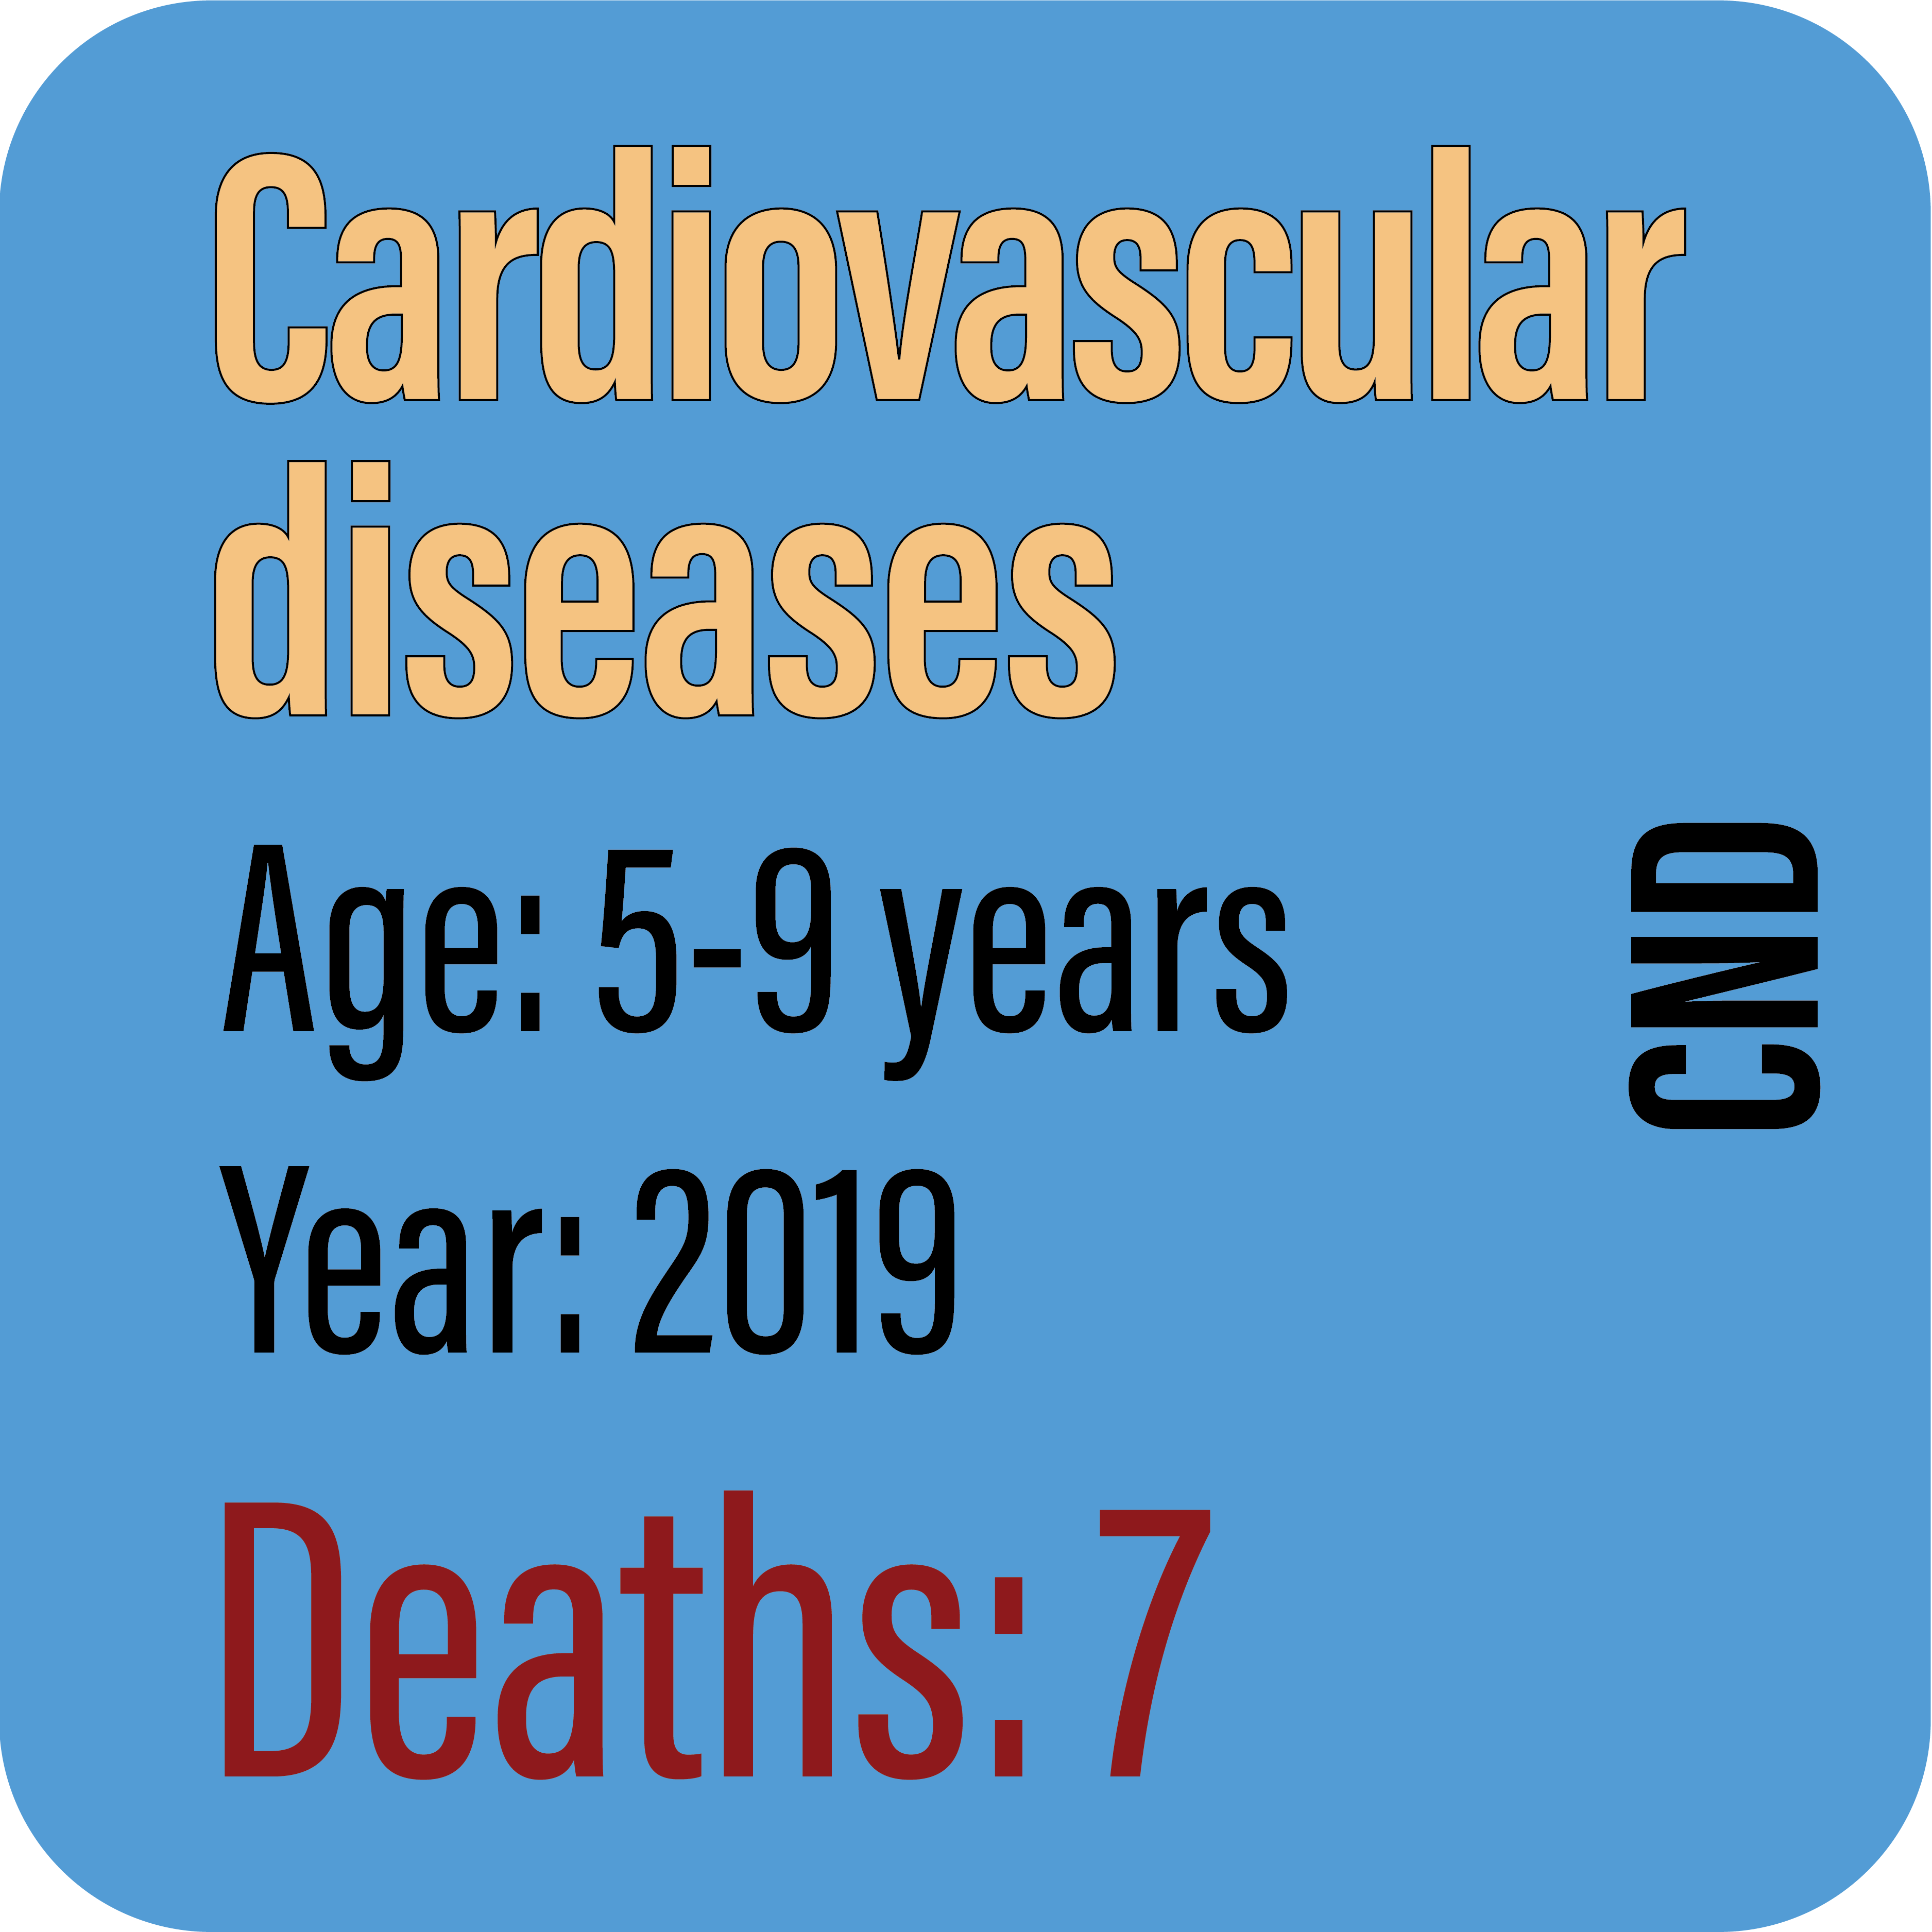 Cardiovascular
diseases
Age: 5-9 years
Year: 2019
Deaths: 7
CND